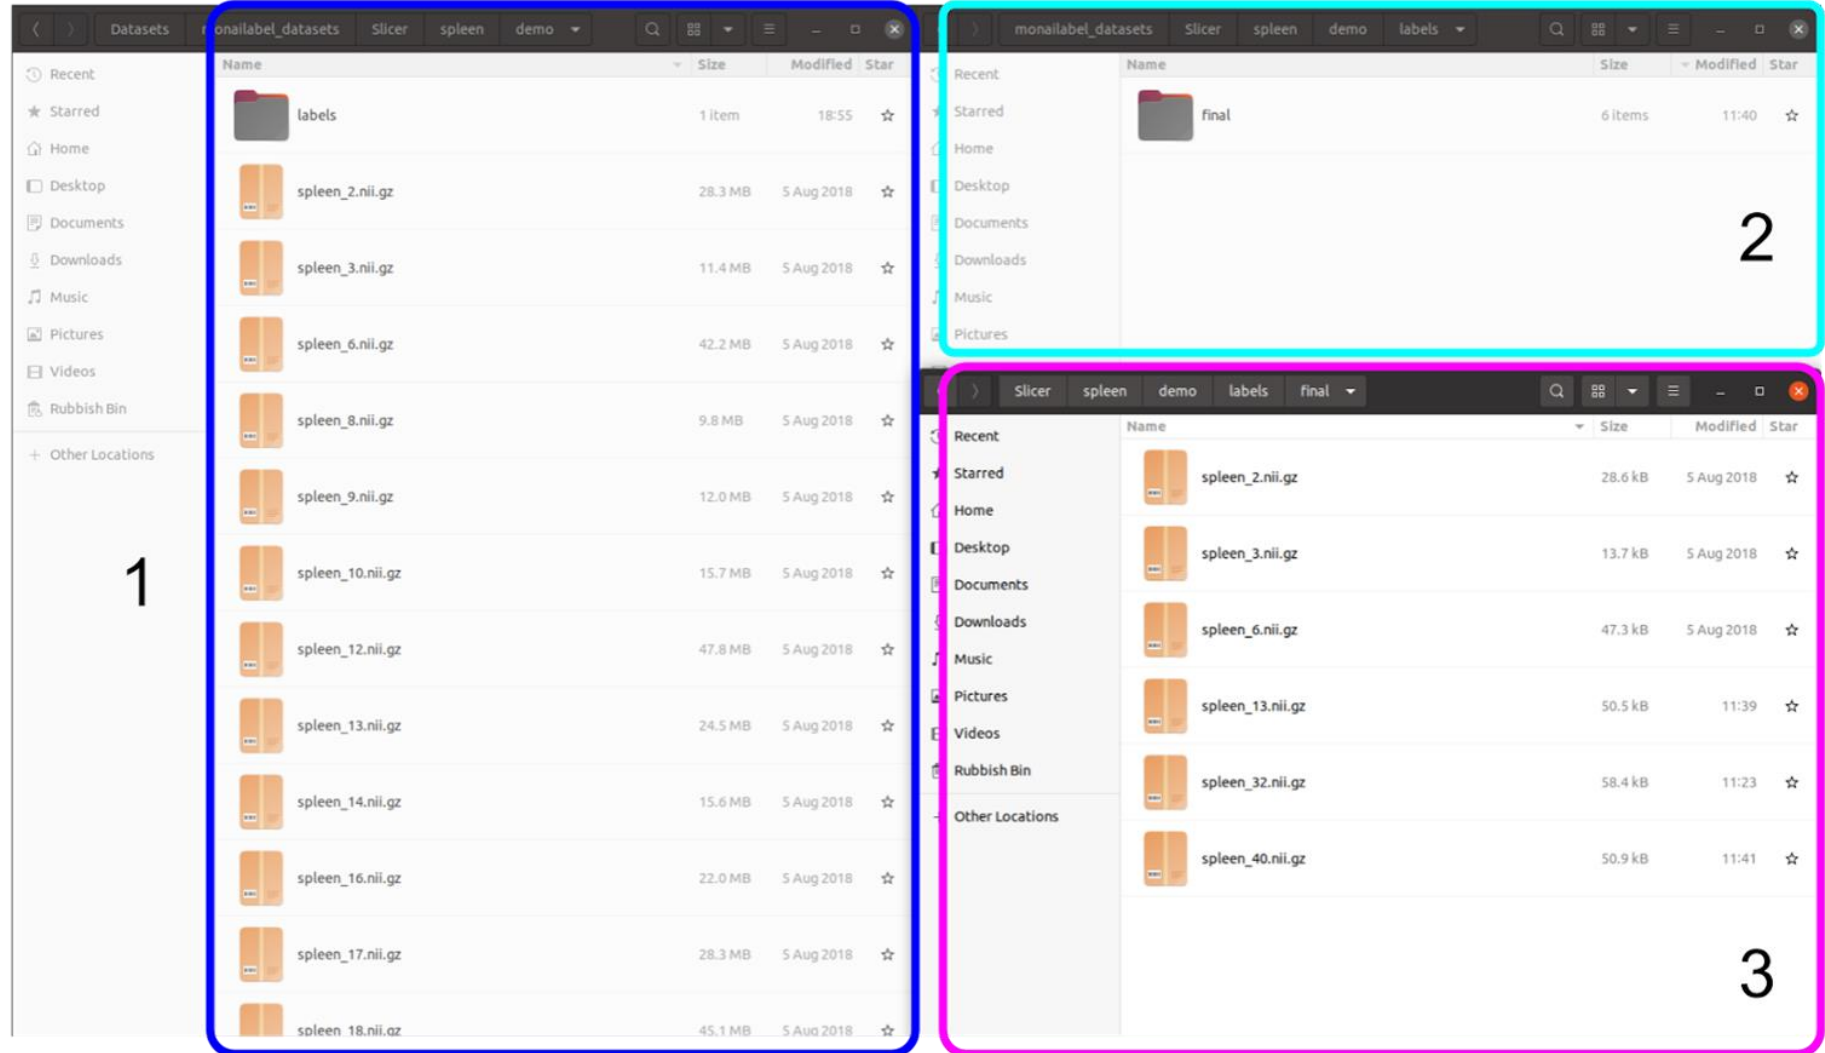 Datasets monailabel_datasets Slicer spleen demo
Recent
Starred
Home
Desktop
Documents
Downloads
Music
Pictures
Videos
Rubbish Bin
Other Locations
1
Name Size Modified Star
labels 1 item 18:55
spleen_2.nii.gz 28.3 MB 5 Aug 2018
spleen_3.nii.gz 11.4 MB 5 Aug 2018
spleen_6.nii.gz 42.2 MB 5 Aug 2018
spleen_8.nii.gz 9.8 MB 5 Aug 2018
spleen_9.nii.gz 12.0 MB 5 Aug 2018
spleen_10.nii.gz 15.7 MB 5 Aug 2018
spleen_12.nii.gz 47.8 MB 5 Aug 2018
spleen_13.nii.gz 24.5 MB 5 Aug 2018
spleen_14.nii.gz 15.6 MB 5 Aug 2018
spleen_16.nii.gz 22.0 MB 5 Aug 2018
spleen_17.nii.gz 28.3 MB 5 Aug 2018
spleen_18.nii.gz 45.1 MB 5 Aug 2018
monailabel_datasets Slicer spleen demo labels
Recent
Starred
Home
Desktop
Documents
Downloads
Music
Pictures
Name Size Modified Star
final 6 items 11:40
2
Slicer spleen demo labels final
Recent
Starred
Home
Desktop
Documents
Downloads
Music
Pictures
Videos
Rubbish Bin
Other Locations
Name Size Modified Star
spleen_2.nii.gz 28.6 kB 5 Aug 2018
spleen_3.nii.gz 13.7 kB 5 Aug 2018
spleen_6.nii.gz 47.3 kB 5 Aug 2018
spleen_13.nii.gz 50.5 kB 11:39
spleen_32.nii.gz 58.4 kB 11:23
spleen_40.nii.gz 50.9 kB 11:41
3